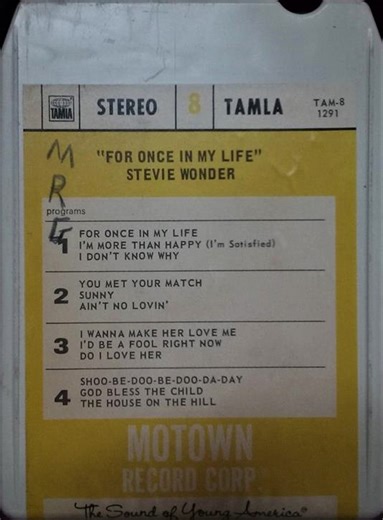 TAMLA
STEREO 8 TAMLA TAM-8
1291
"FOR ONCE IN MY LIFE"
STEVIE WONDER
M
R
G
programs
1
FOR ONCE IN MY LIFE
I'M MORE THAN HAPPY (I'm Satisfied)
I DON'T KNOW WHY
2
YOU MET YOUR MATCH
SUNNY
AIN'T NO LOVIN'
3
I WANNA MAKE HER LOVE ME
I'D BE A FOOL RIGHT NOW
DO I LOVE HER
4
SHOO-BE-DOO-BE-DOO-DA-DAY
GOD BLESS THE CHILD
THE HOUSE ON THE HILL
MOTOWN
RECORD CORP.
The Sound of Young America"